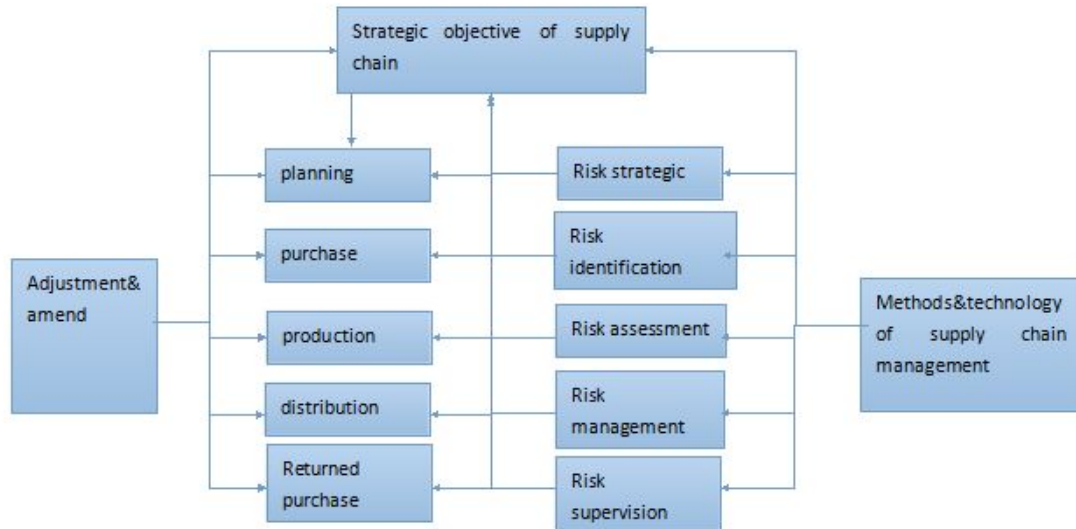 Strategic objective of supply
chain
planning
Risk strategic
purchase
Risk
identification
Adjustment&
amend
Methods&technology
of supply chain
management
production
Risk assessment
distribution
Risk
management
Returned
purchase
Risk
supervision